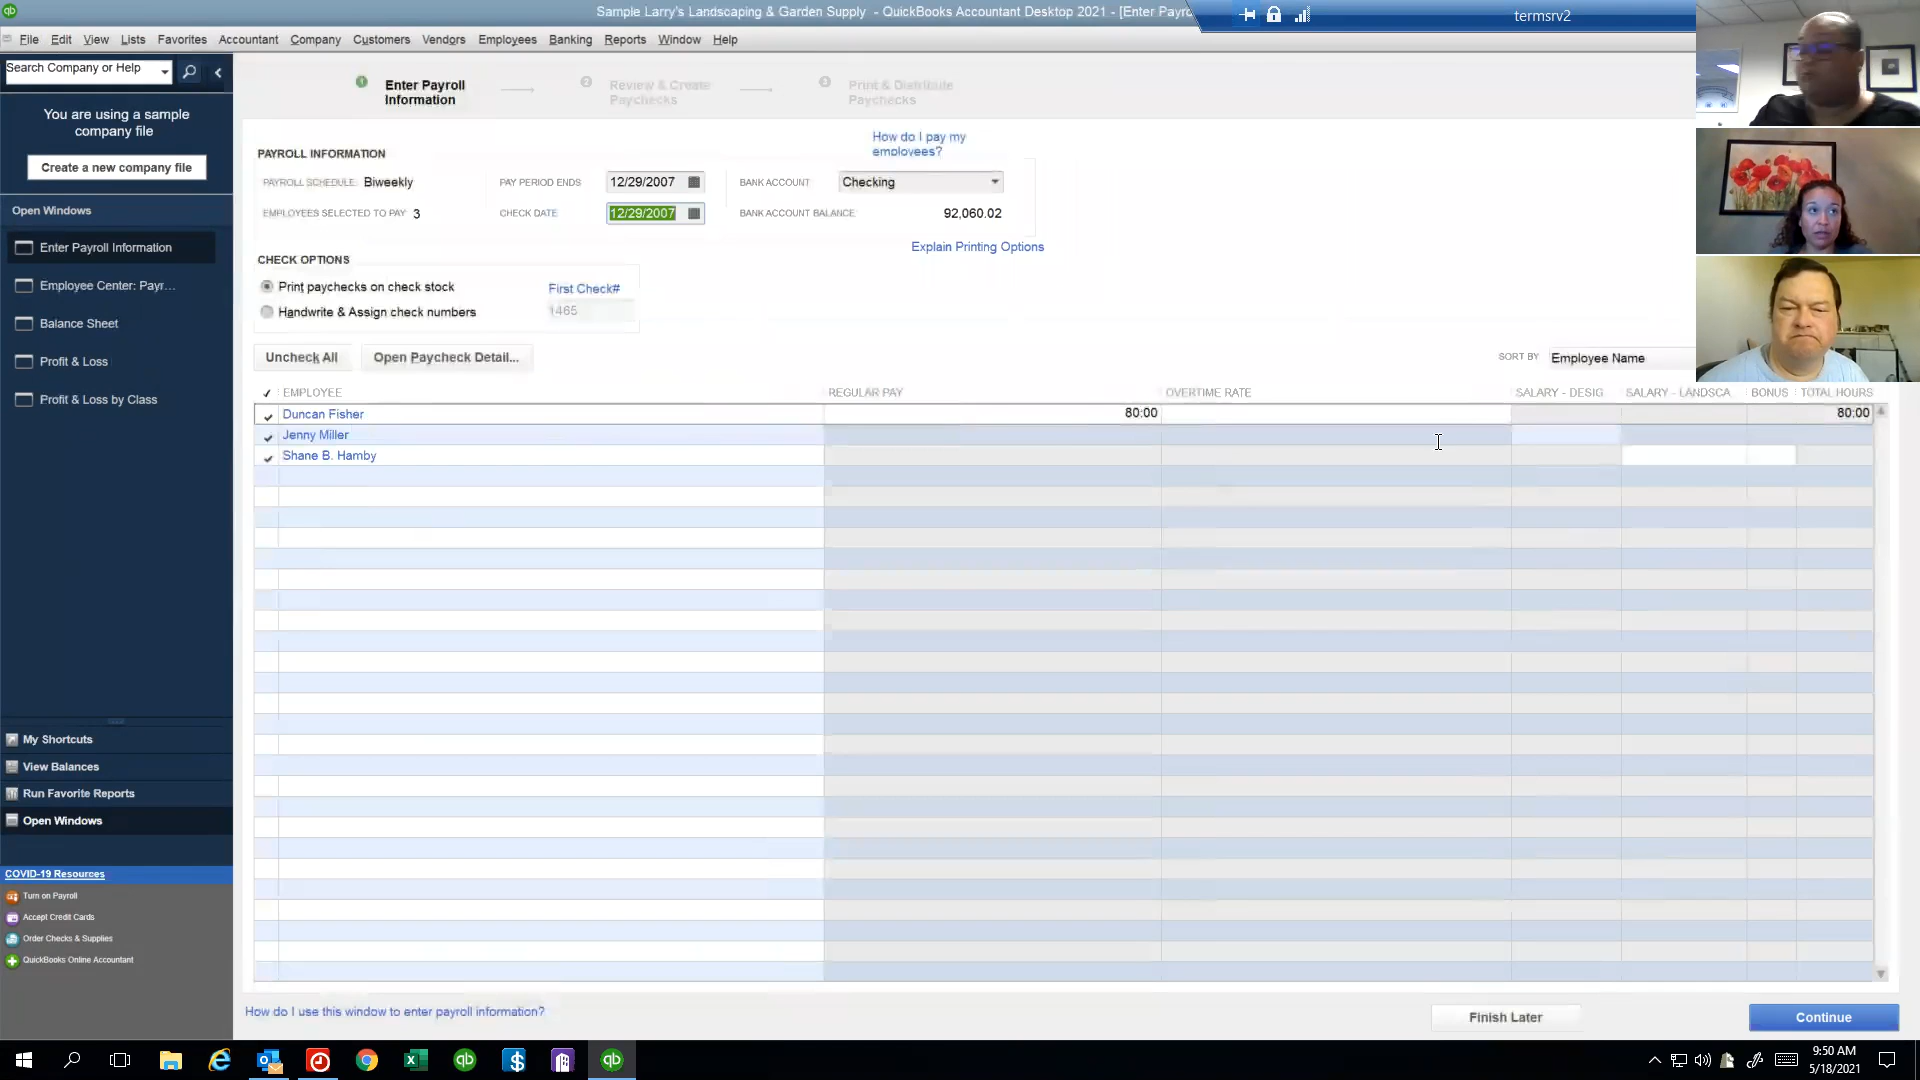 Sample Larry's Landscaping & Garden Supply - QuickBooks Accountant Desktop 2021 - [Enter Payro
termsrv2
File Edit View Lists Favorites Accountant Company Customers Vendors Employees Banking Reports Window Help
Search Company or Help
You are using a sample
company file
Create a new company file
Open Windows
Enter Payroll Information
Employee Center: Payr...
Balance Sheet
Profit & Loss
Profit & Loss by Class
My Shortcuts
View Balances
Run Favorite Reports
Open Windows
COVID-19 Resources
Turn on Payroll
Accept Credit Cards
Order Checks & Supplies
QuickBooks Online Accountant
1 Enter Payroll
Information
2 Review & Create
Paychecks
3 Print & Distribute
Paychecks
How do I pay my
employees?
PAYROLL INFORMATION
PAYROLL SCHEDULE: Biweekly
PAY PERIOD ENDS 12/29/2007
BANK ACCOUNT Checking
EMPLOYEES SELECTED TO PAY 3
CHECK DATE 12/29/2007
BANK ACCOUNT BALANCE: 92,060.02
Explain Printing Options
CHECK OPTIONS
Print paychecks on check stock
First Check#
Handwrite & Assign check numbers
1465
Uncheck All
Open Paycheck Detail...
SORT BY Employee Name
EMPLOYEE REGULAR PAY OVERTIME RATE SALARY - DESIG SALARY - LANDSCA BONUS TOTAL HOURS
Duncan Fisher 80:00 80:00
Jenny Miller
Shane B. Hamby
How do I use this window to enter payroll information?
Finish Later
Continue
9:50 AM
5/18/2021